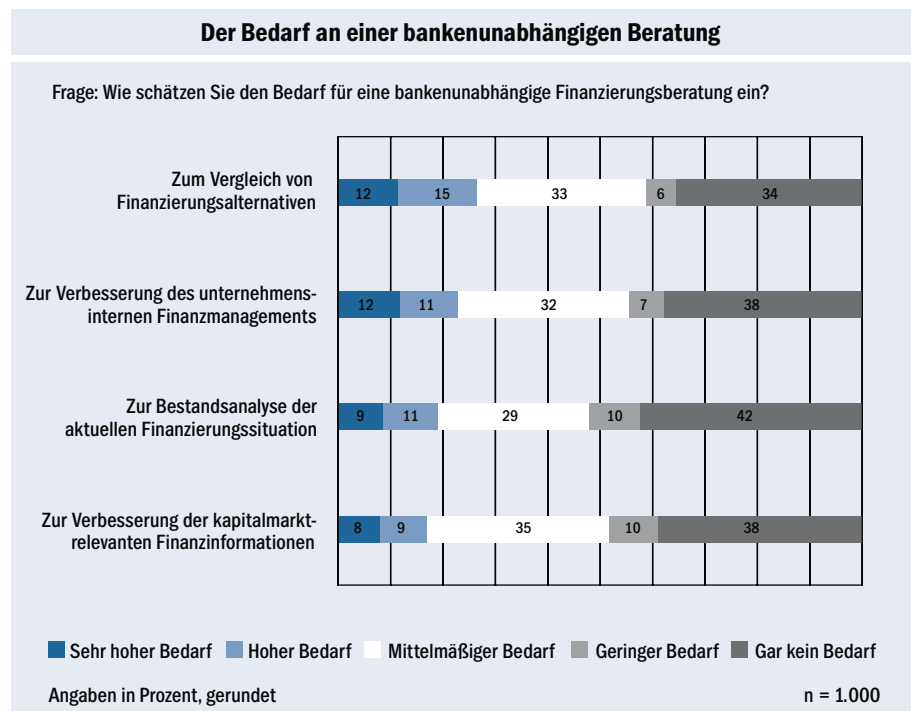 Der Bedarf an einer bankenunabhängigen Beratung
Frage: Wie schätzen Sie den Bedarf für eine bankenunabhängige Finanzierungsberatung ein?
Zum Vergleich von
Finanzierungsalternativen
12 15 33 6 34
Zur Verbesserung des unternehmens-
internen Finanzmanagements
12 11 32 7 38
Zur Bestandsanalyse der
aktuellen Finanzierungssituation
9 11 29 10 42
Zur Verbesserung der kapitalmarkt-
relevanten Finanzinformationen
8 9 35 10 38
Sehr hoher Bedarf Hoher Bedarf Mittelmäßiger Bedarf Geringer Bedarf Gar kein Bedarf
Angaben in Prozent, gerundet n = 1.000